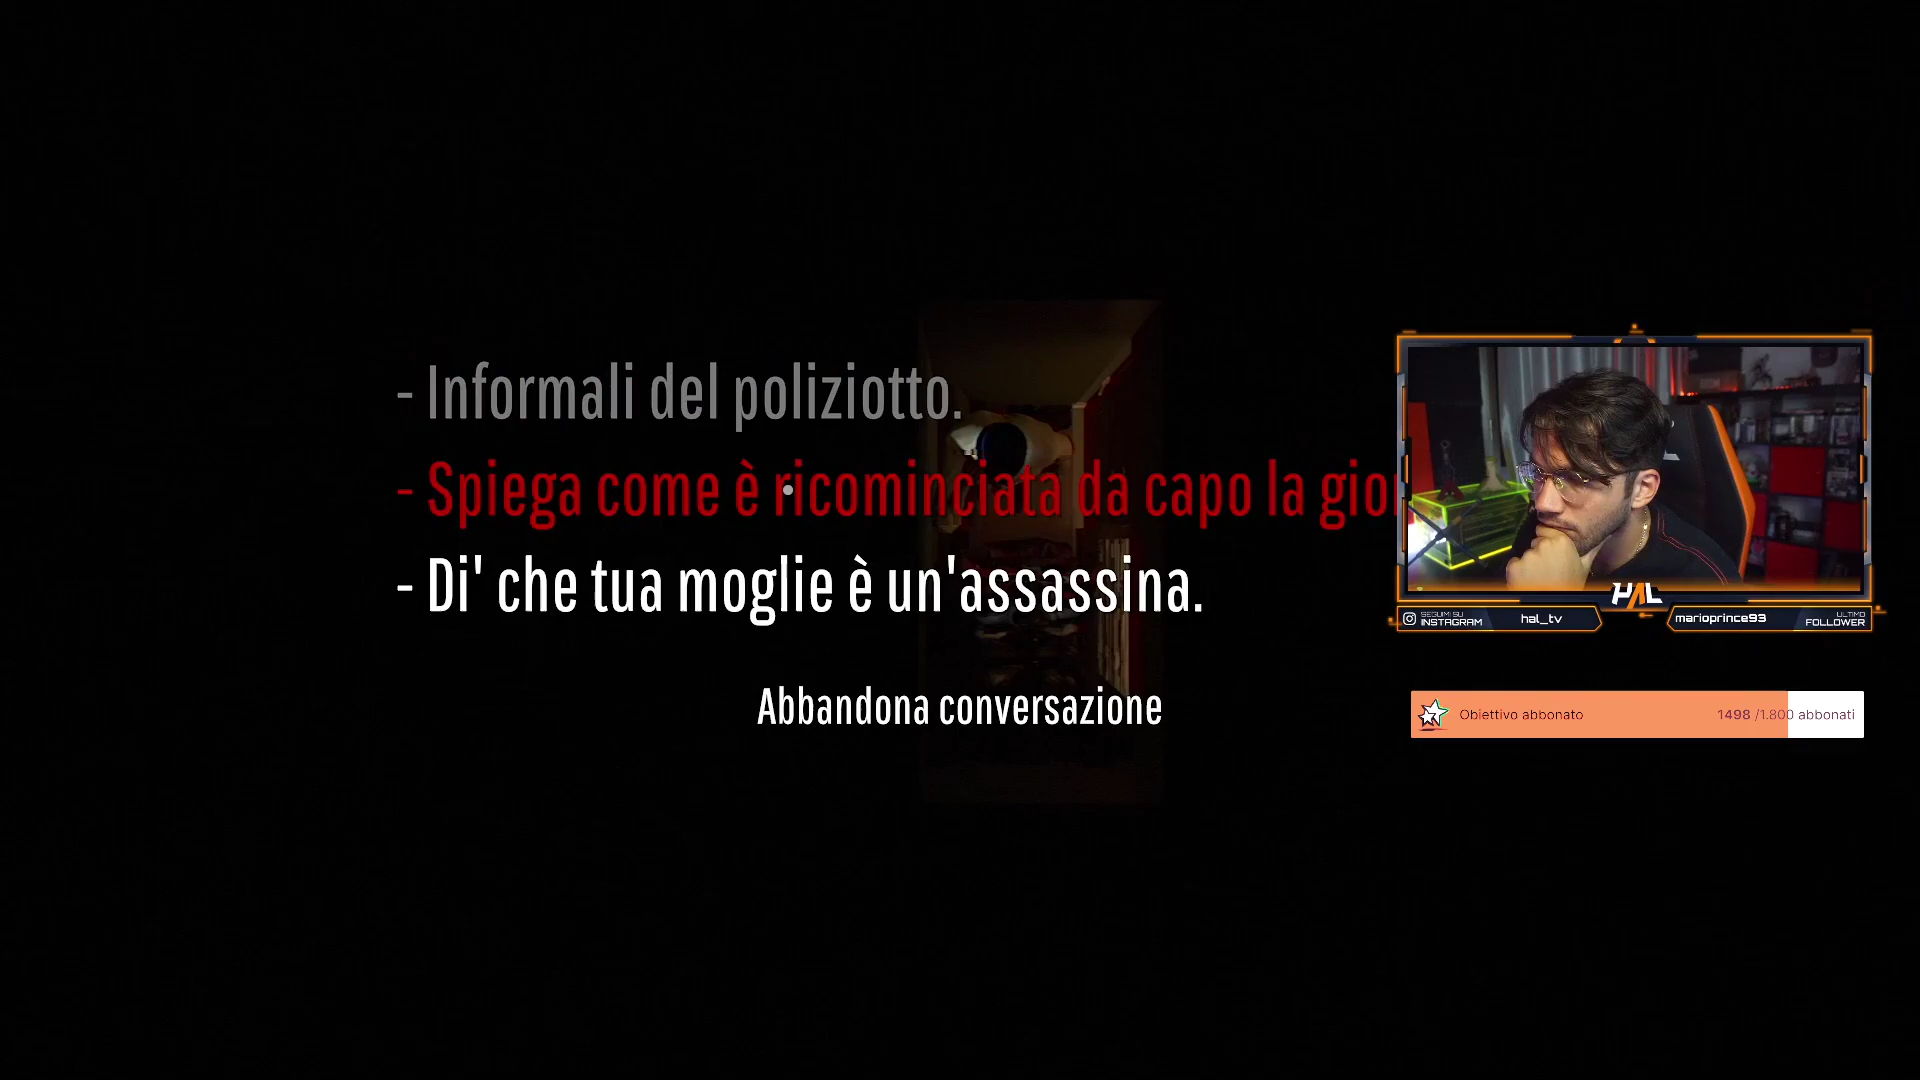 - Informali del poliziotto.
- Spiega come è ricominciata da capo la gior
- Di' che tua moglie è un'assassina.
Abbandona conversazione
HAL
SEGUIMI SU
INSTAGRAM
hal_tv
marioprince93
ULTIMO
FOLLOWER
Obiettivo abbonato
1498 /1.800 abbonati